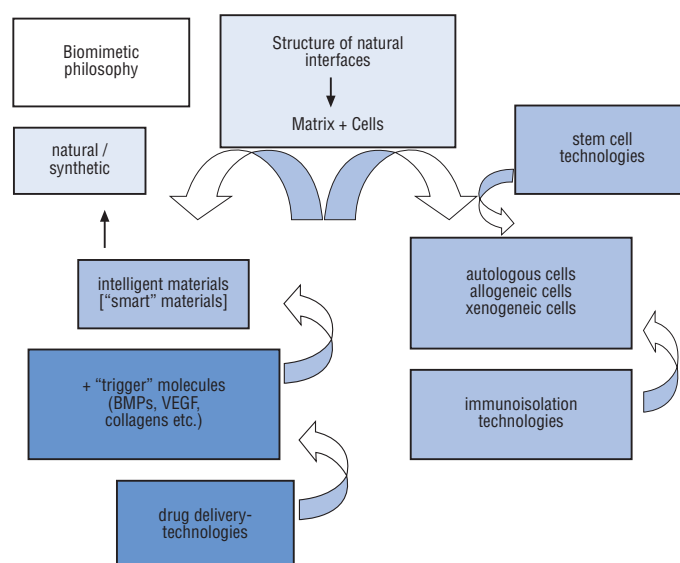 Biomimetic
philosophy
Structure of natural
interfaces
Matrix + Cells
natural /
synthetic
stem cell
technologies
intelligent materials
[“smart” materials]
autologous cells
allogeneic cells
xenogeneic cells
+ “trigger” molecules
(BMPs, VEGF,
collagens etc.)
immunoisolation
technologies
drug delivery-
technologies